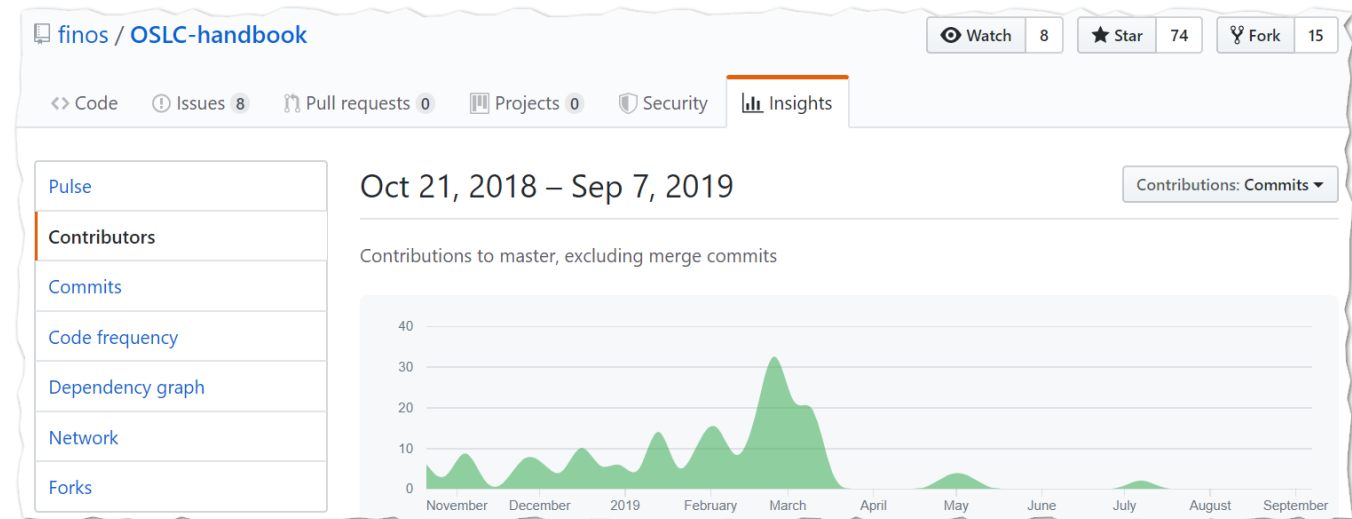 finos / OSLC-handbook
Watch 8
Star 74
Fork 15
Code
Issues 8
Pull requests 0
Projects 0
Security
Insights
Pulse
Contributors
Commits
Code frequency
Dependency graph
Network
Forks
Oct 21, 2018 – Sep 7, 2019
Contributions: Commits
Contributions to master, excluding merge commits
40
30
20
10
0
November December 2019 February March April May June July August September